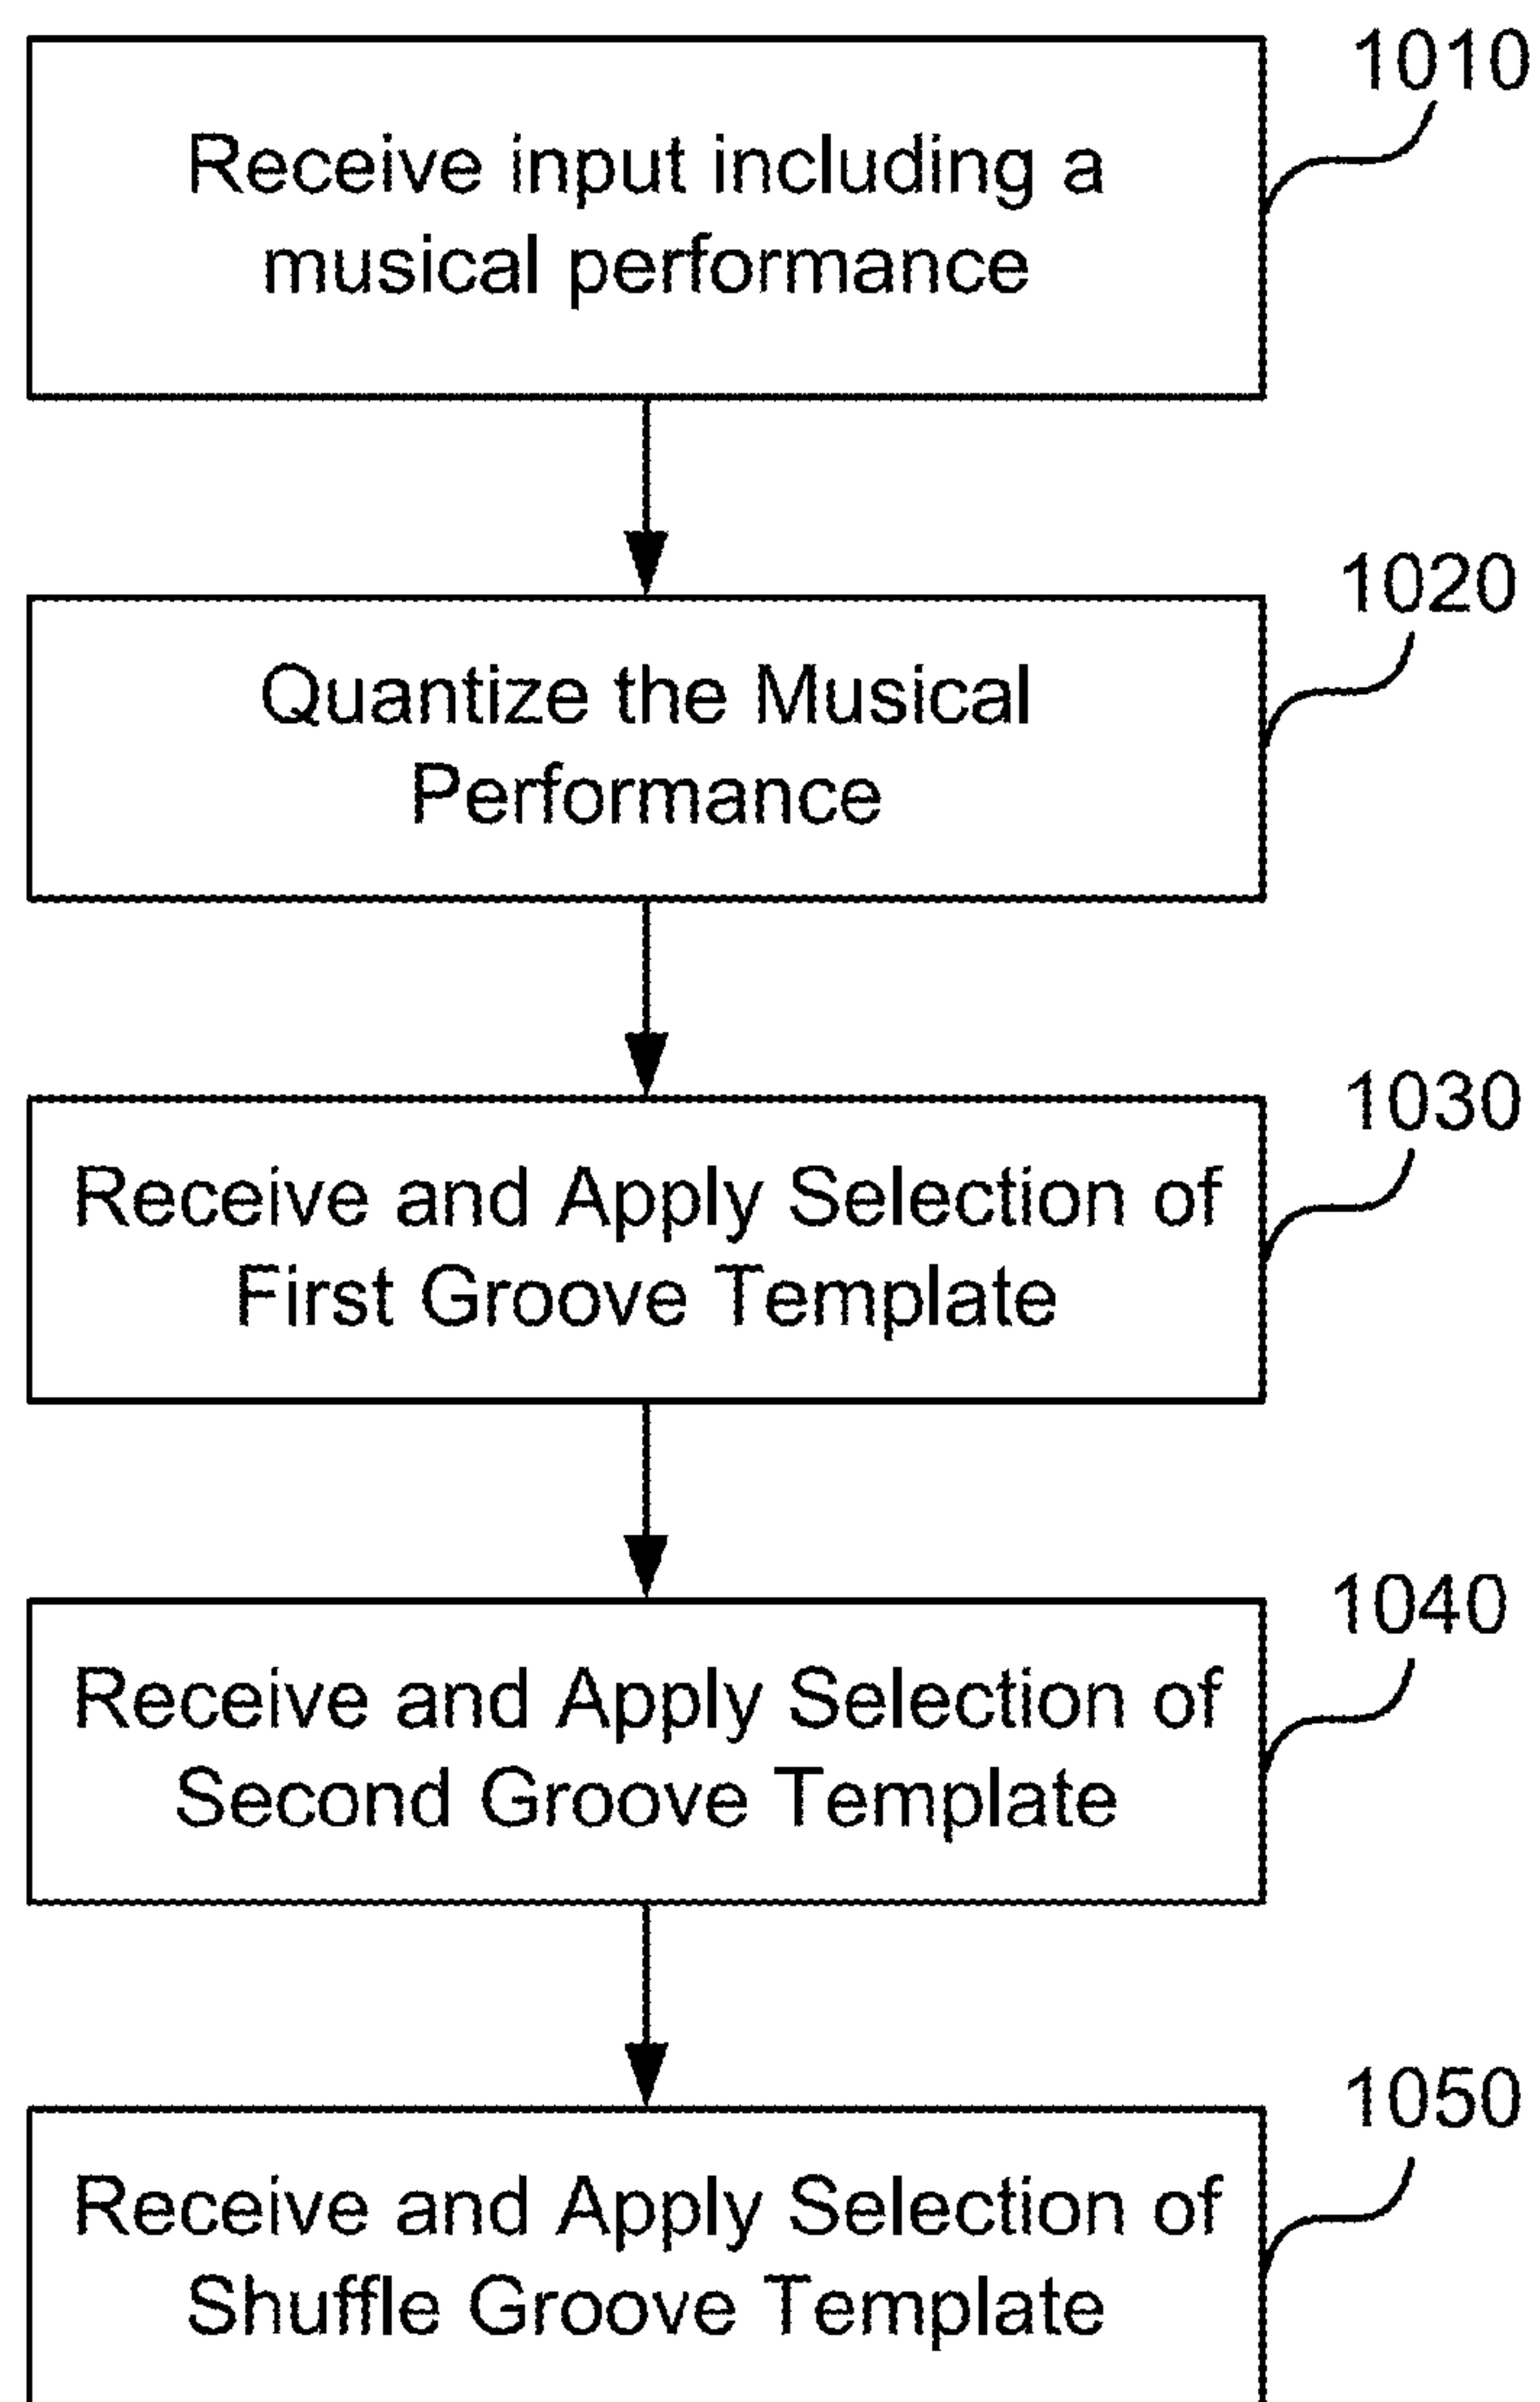 1010
Receive input including a
musical performance
1020
Quantize the Musical
Performance
1030
Receive and Apply Selection of
First Groove Template
1040
Receive and Apply Selection of
Second Groove Template
1050
Receive and Apply Selection of
Shuffle Groove Template